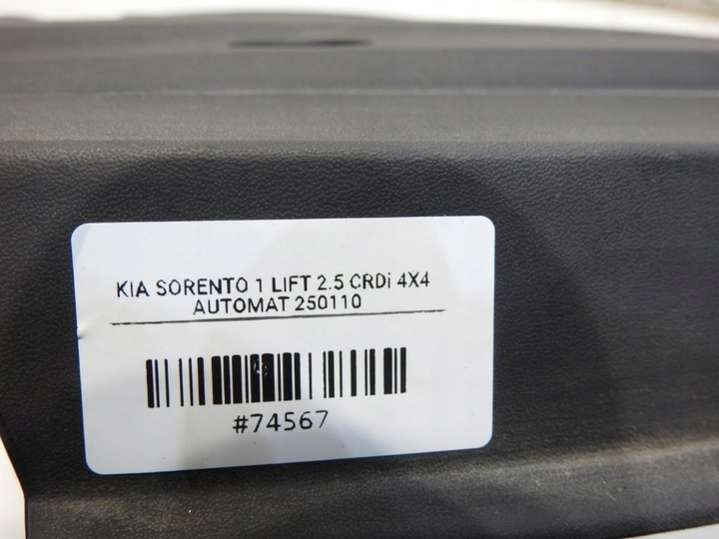 KIA SORENTO 1 LIFT 2.5 CRDi 4X4
AUTOMAT 250110
#74567